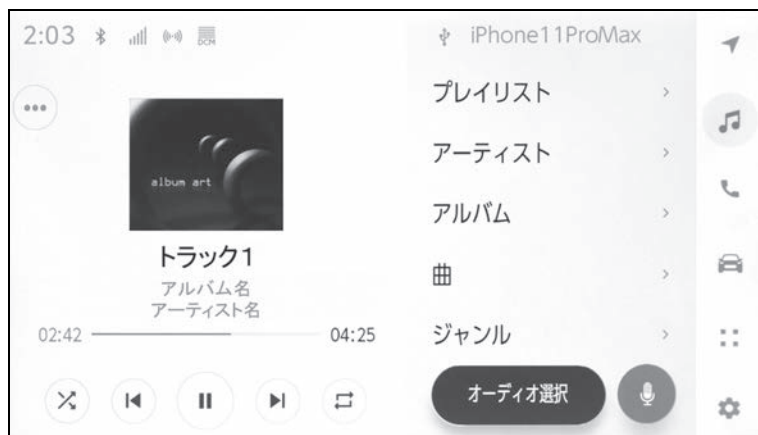 2:03
DCM
iPhone11ProMax
album art
トラック1
アルバム名
アーティスト名
02:42
04:25
プレイリスト
アーティスト
アルバム
曲
ジャンル
オーディオ選択